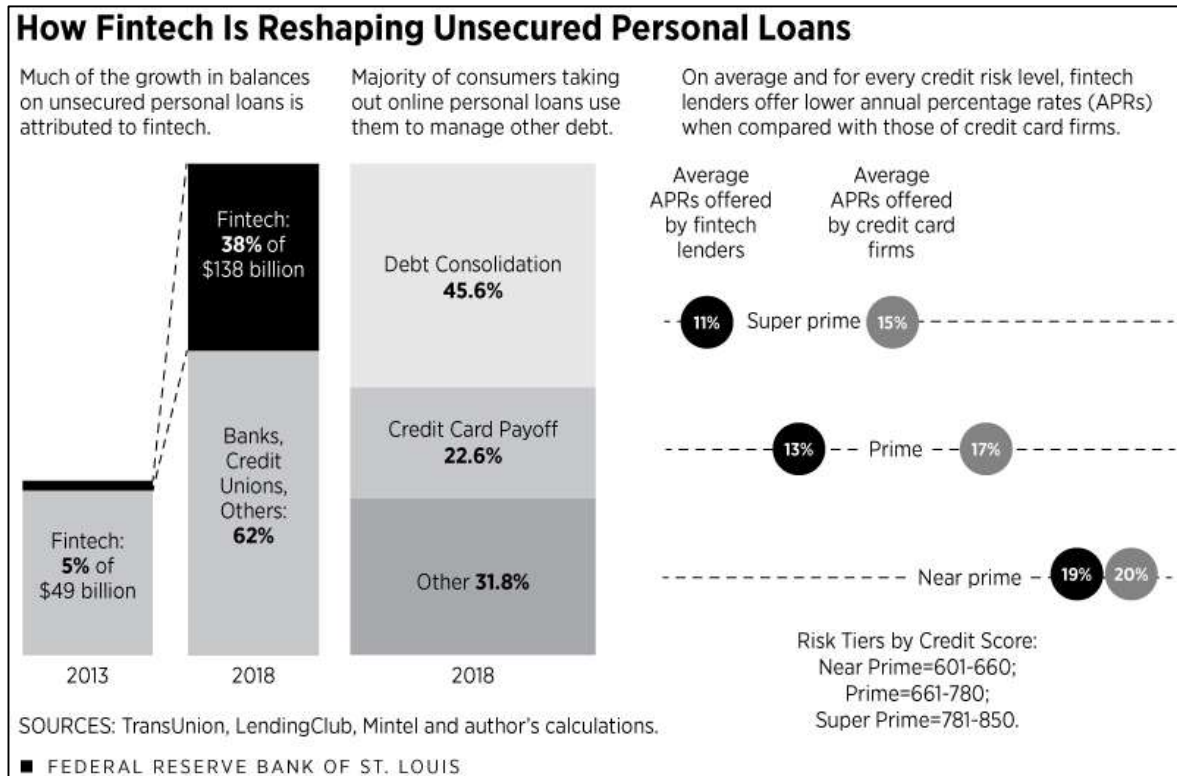 How Fintech Is Reshaping Unsecured Personal Loans
Much of the growth in balances
on unsecured personal loans is
attributed to fintech.
Fintech:
38% of
$138 billion
Banks,
Credit
Unions,
Others:
62%
Fintech:
5% of
$49 billion
2013
2018
Majority of consumers taking
out online personal loans use
them to manage other debt.
Debt Consolidation
45.6%
Credit Card Payoff
22.6%
Other 31.8%
2018
On average and for every credit risk level, fintech
lenders offer lower annual percentage rates (APRs)
when compared with those of credit card firms.
Average
APRs offered
by fintech
lenders
Average
APRs offered
by credit card
firms
11% Super prime 15%
13% Prime 17%
Near prime 19% 20%
Risk Tiers by Credit Score:
Near Prime=601-660;
Prime=661-780;
Super Prime=781-850.
SOURCES: TransUnion, LendingClub, Mintel and author's calculations.
■ FEDERAL RESERVE BANK OF ST. LOUIS